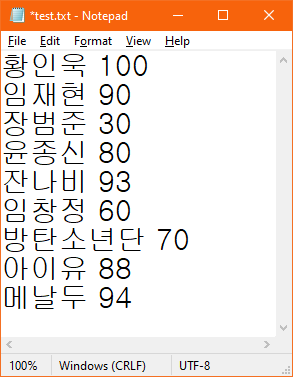 *test.txt - Notepad
File Edit Format View Help
황인욱 100
임재현 90
장범준 30
윤종신 80
잔나비 93
임창정 60
방탄소년단 70
아이유 88
메날두 94
100% Windows (CRLF) UTF-8